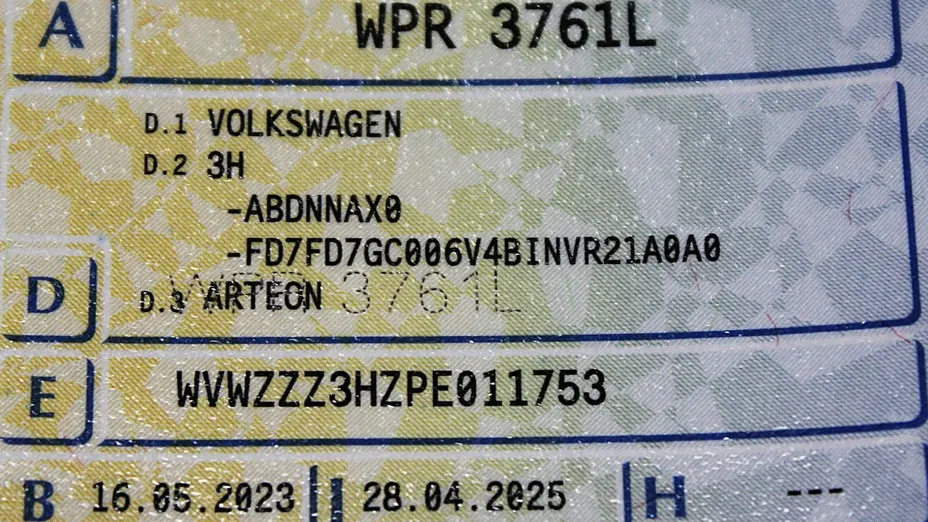 A WPR 3761L
D.1 VOLKSWAGEN
D.2 3H
-ABDNNAX0
-FD7FD7GC006V4BINVR21A0A0
D D.3 ARTEON
WPR 3761L
E WVWZZZ3HZPE011753
B 16.05.2023 I 28.04.2025 H ---